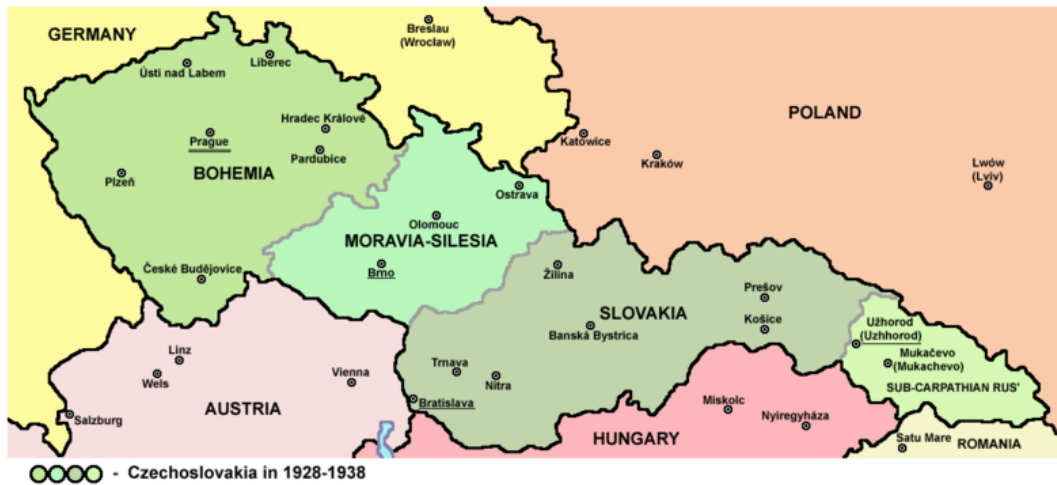 GERMANY
Breslau
(Wrocław)
Liberec
Ústí nad Labem
POLAND
Hradec Králové
Prague
Katowice
Kraków
Pardubice
Lwów
(Lviv)
BOHEMIA
Plzeň
Ostrava
Olomouc
MORAVIA-SILESIA
České Budějovice
Brno
Žilina
Prešov
SLOVAKIA
Košice
Užhorod
(Uzhhorod)
Banská Bystrica
Mukačevo
(Mukachevo)
Linz
Trnava
Wels
Vienna
Nitra
SUB-CARPATHIAN RUS'
Bratislava
Miskolc
AUSTRIA
Salzburg
Nyiregyháza
HUNGARY
Satu Mare
ROMANIA
- Czechoslovakia in 1928-1938